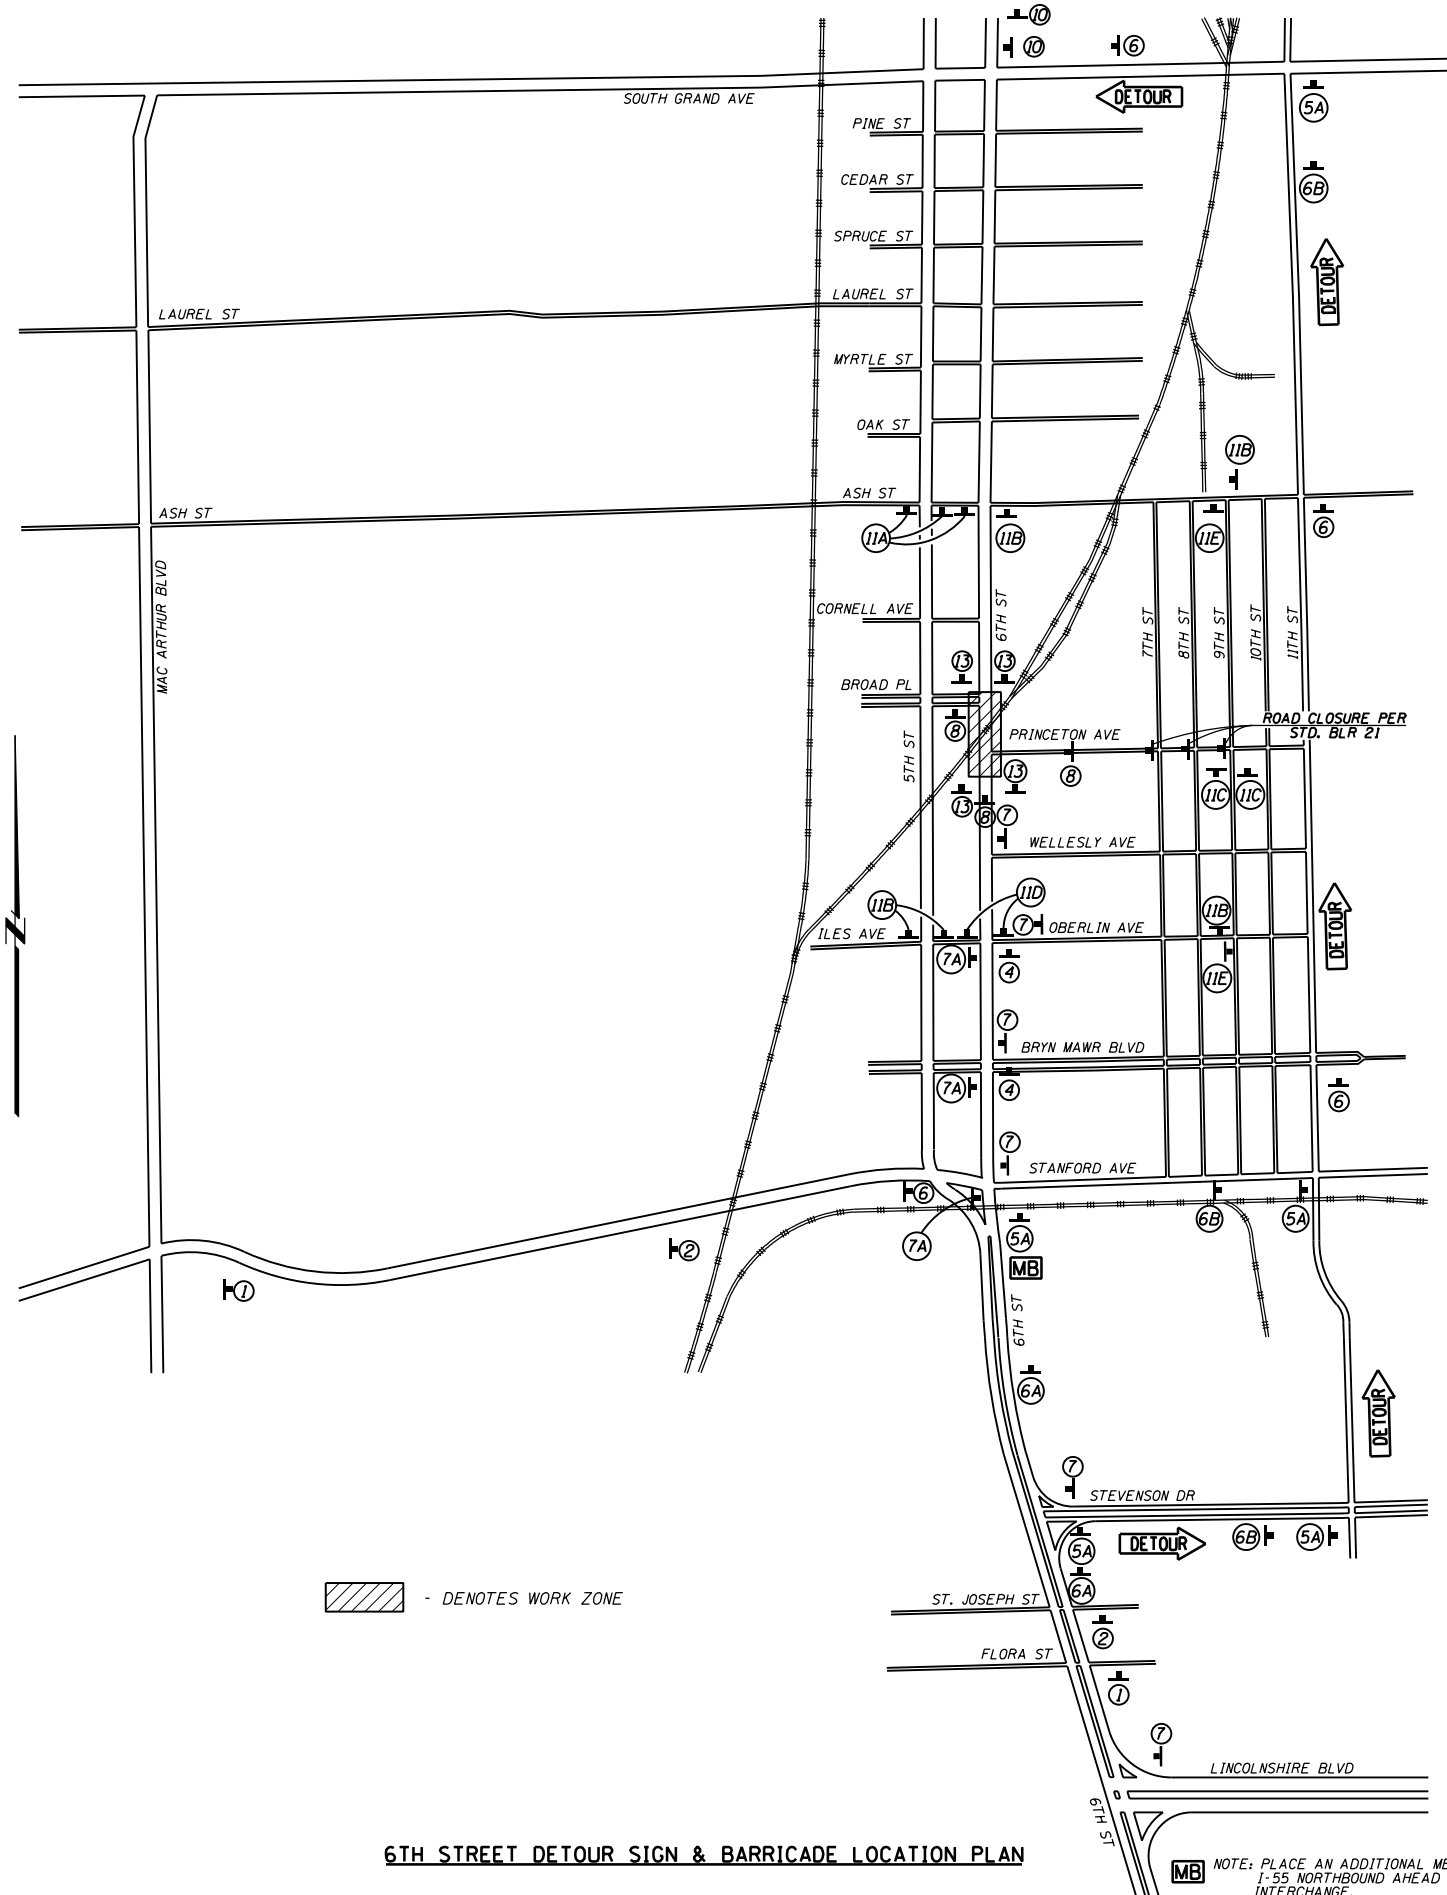 10
10
6
SOUTH GRAND AVE
DETOUR
5A
PINE ST
CEDAR ST
6B
SPRUCE ST
DETOUR
LAUREL ST
LAUREL ST
MYRTLE ST
OAK ST
11B
ASH ST
ASH ST
11A
11B
11E
6
MAC ARTHUR BLVD
CORNELL AVE
6TH ST
7TH ST
8TH ST
9TH ST
10TH ST
11TH ST
13
13
BROAD PL
8
ROAD CLOSURE PER
STD. BLR 21
PRINCETON AVE
5TH ST
13
8
11C
11C
13
8
7
WELLESLY AVE
11B
11D
11B
N
ILES AVE
7
OBERLIN AVE
DETOUR
7A
4
11E
7
BRYN MAWR BLVD
7A
4
6
7
STANFORD AVE
6
6B
5A
2
7A
5A
MB
1
6TH ST
6A
DETOUR
7
STEVENSON DR
DETOUR
6B
5A
5A
6A
- DENOTES WORK ZONE
ST. JOSEPH ST
2
FLORA ST
1
7
LINCOLNSHIRE BLVD
6TH ST
6TH STREET DETOUR SIGN & BARRICADE LOCATION PLAN
MB NOTE: PLACE AN ADDITIONAL
I-55 NORTHBOUND AHEAD
INTERCHANGE.